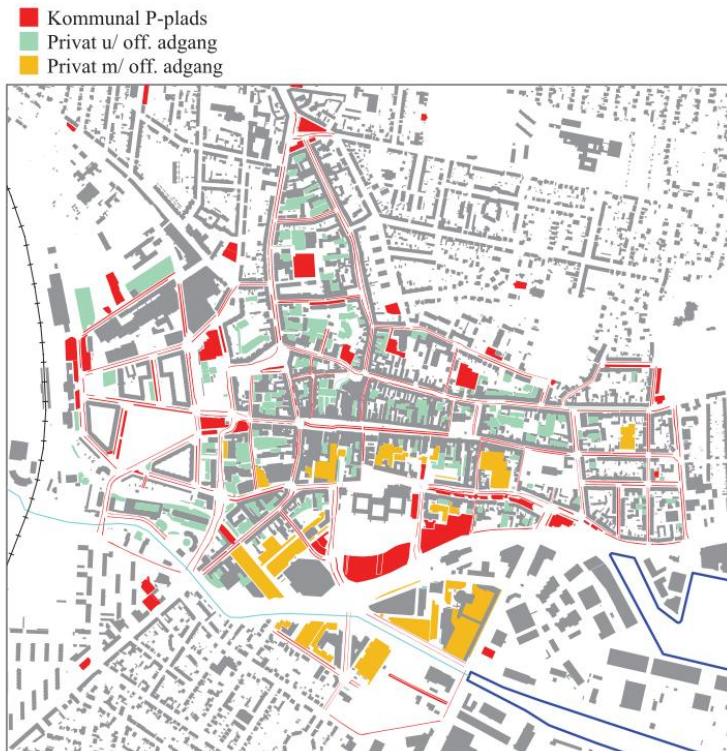 Kommunal P-plads
Privat u/ off. adgang
Privat m/ off. adgang